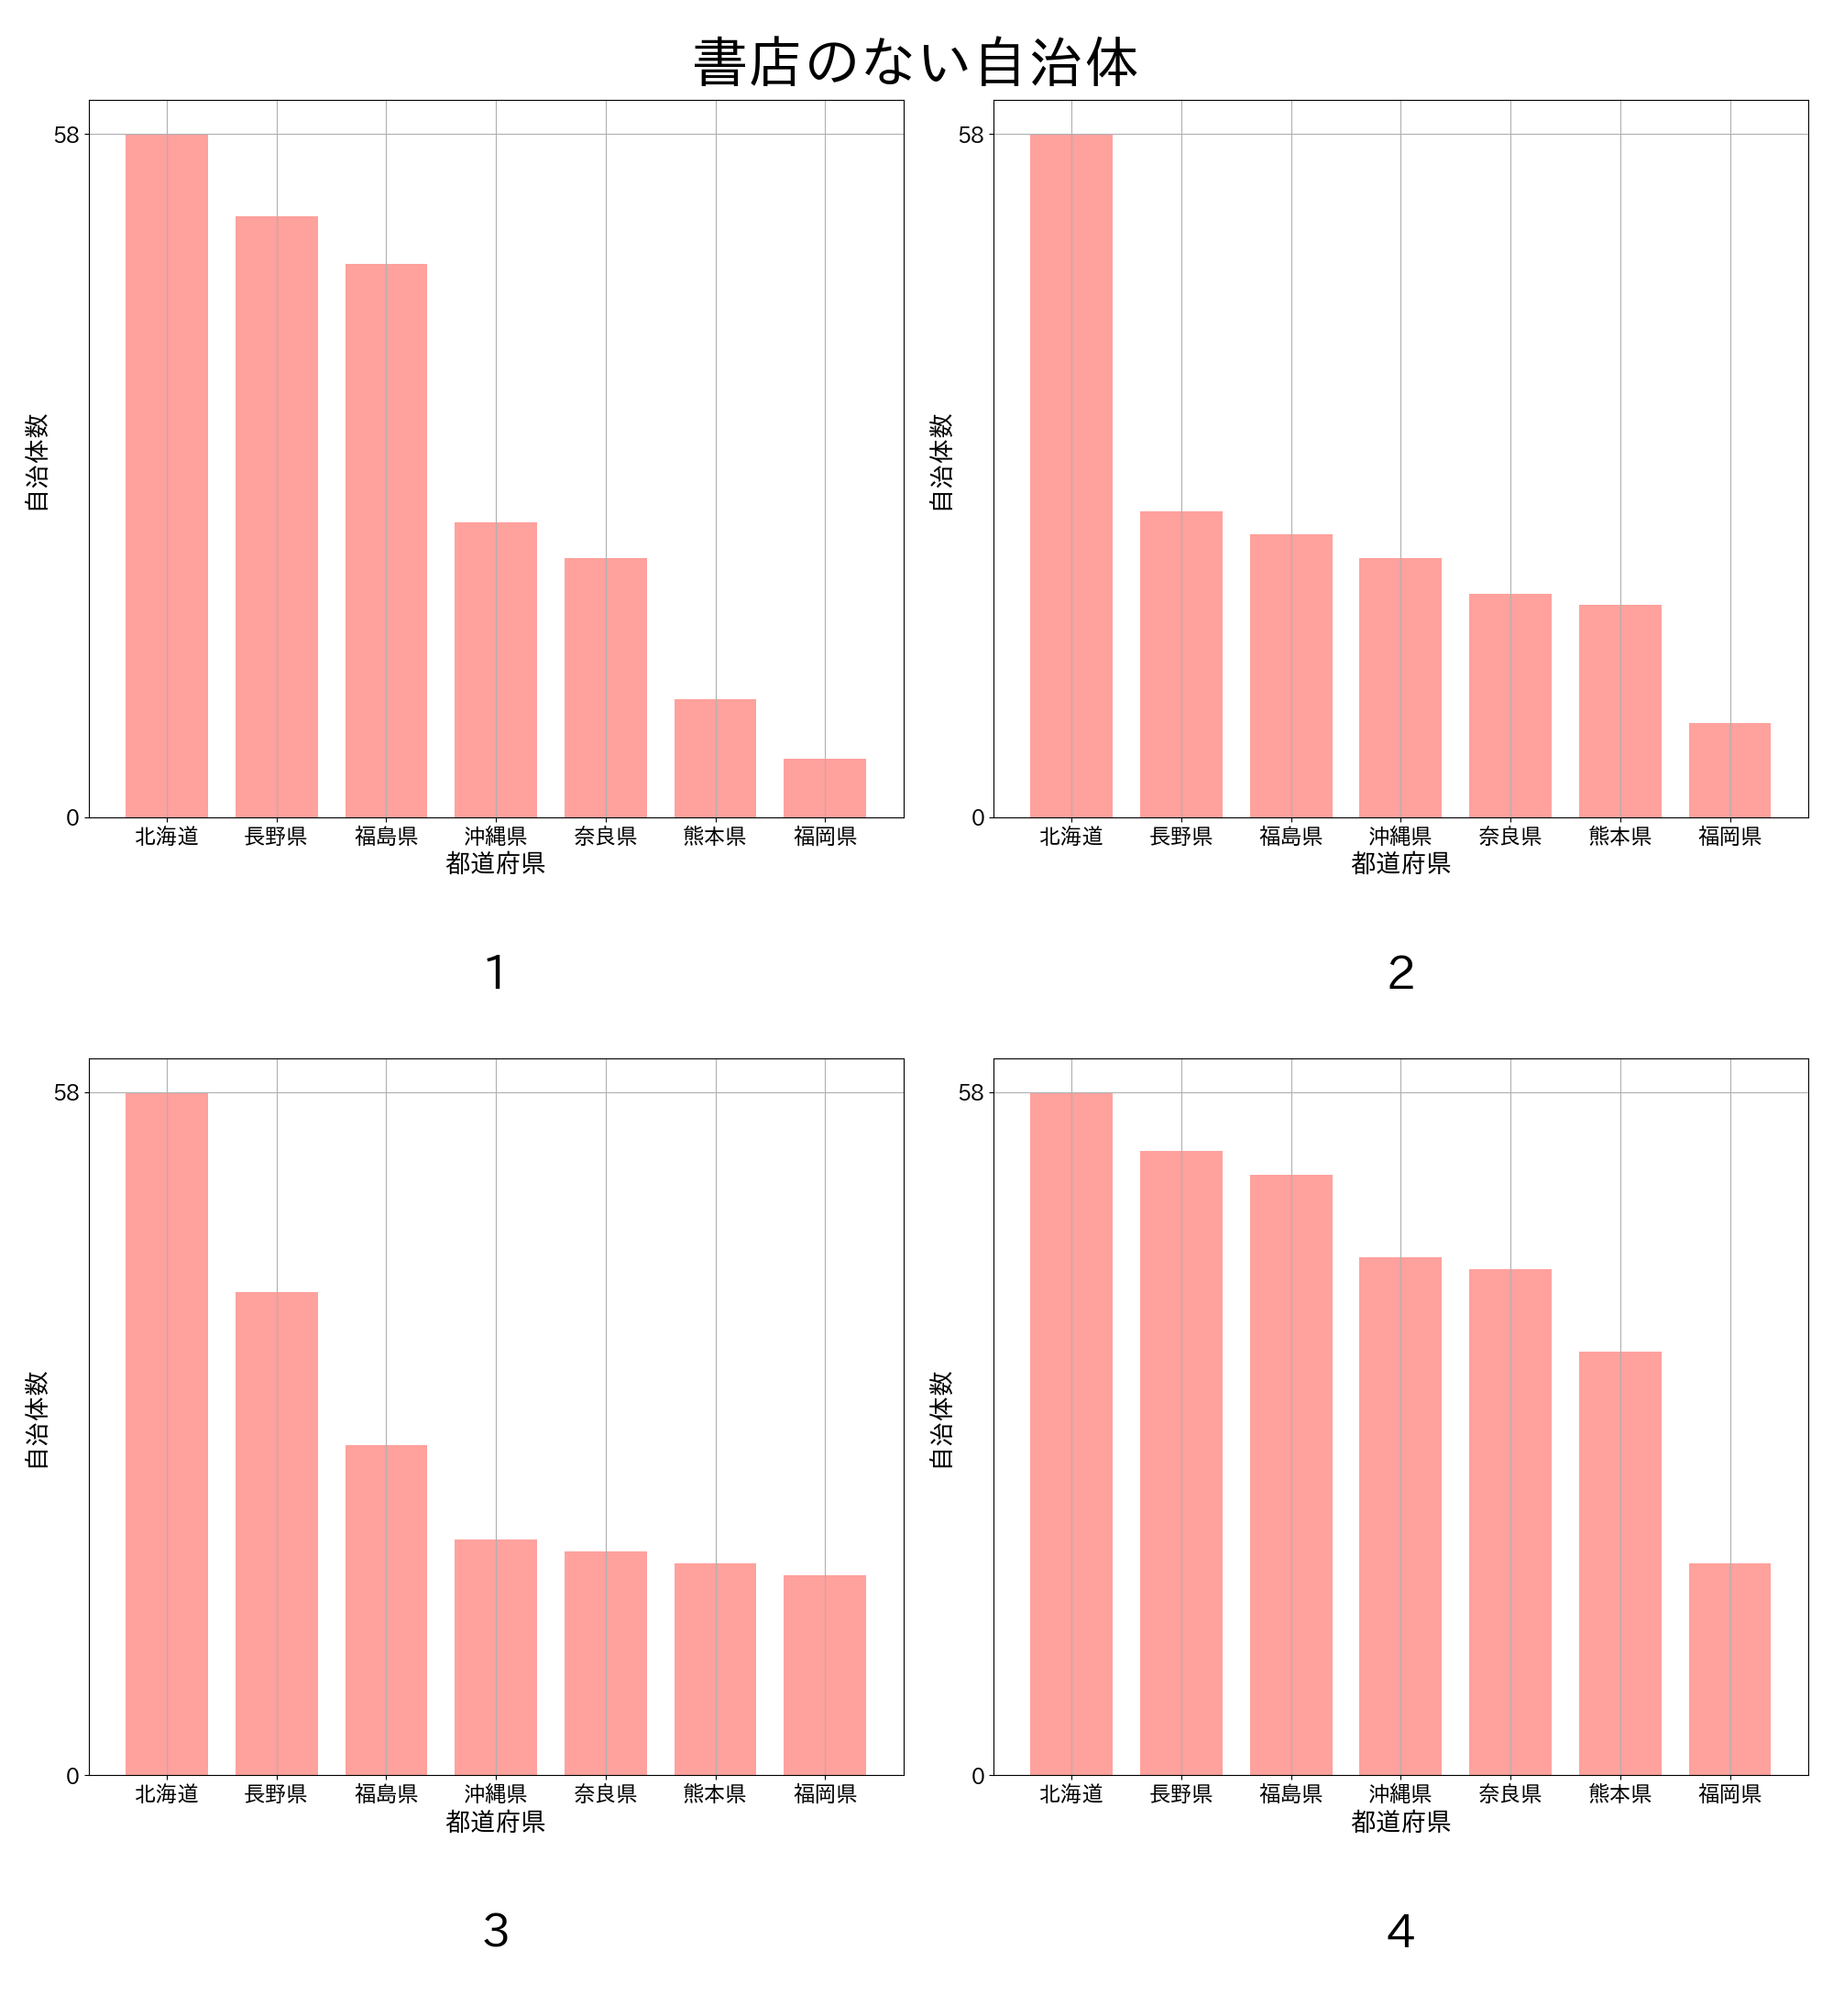 書店のない自治体
58
0
自治体数
北海道 長野県 福島県 沖縄県 奈良県 熊本県 福岡県
都道府県
1
58
0
自治体数
北海道 長野県 福島県 沖縄県 奈良県 熊本県 福岡県
都道府県
2
58
0
自治体数
北海道 長野県 福島県 沖縄県 奈良県 熊本県 福岡県
都道府県
3
58
0
自治体数
北海道 長野県 福島県 沖縄県 奈良県 熊本県 福岡県
都道府県
4